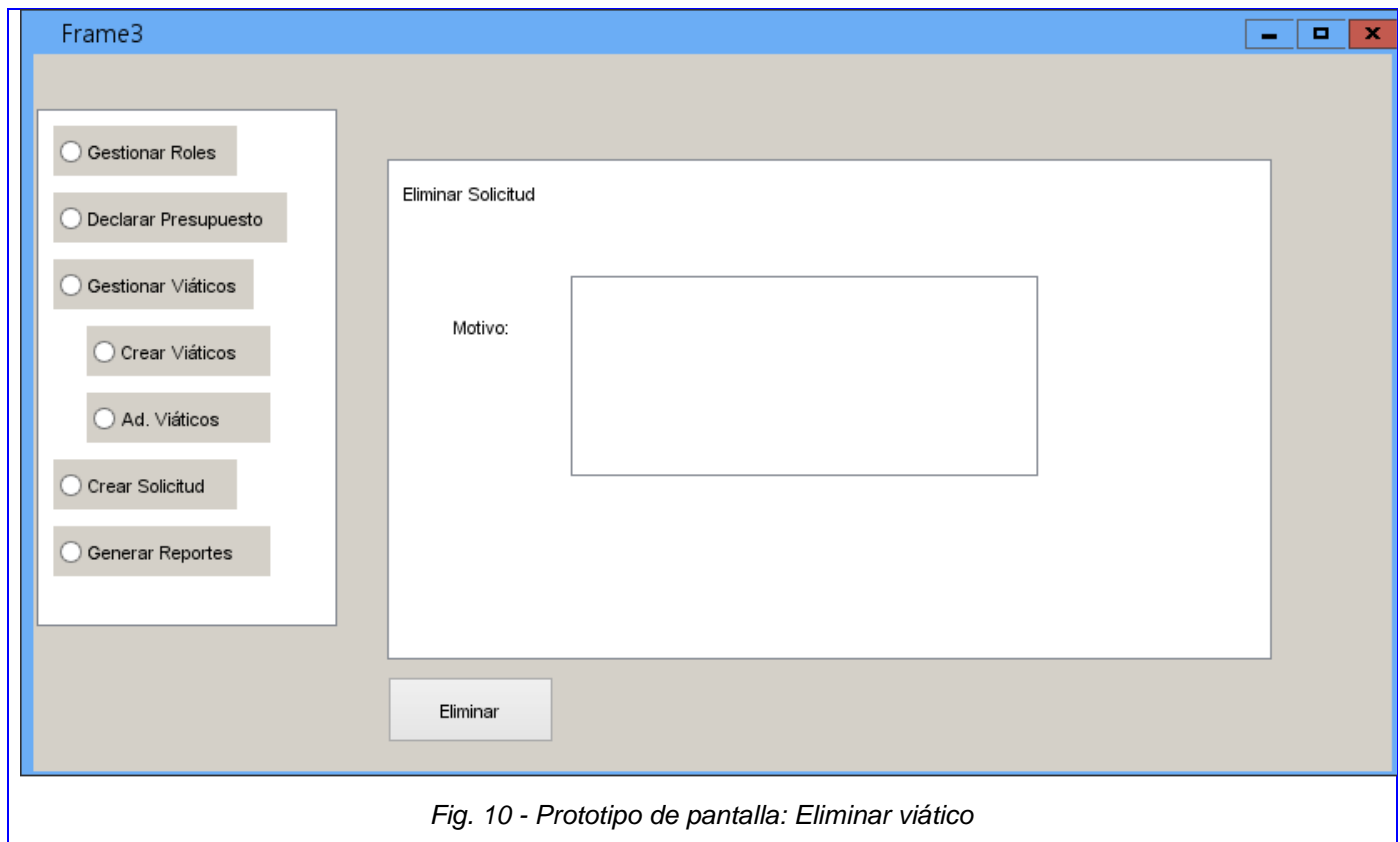 Frame3
Gestionar Roles
Declarar Presupuesto
Gestionar Viáticos
Crear Viáticos
Ad. Viáticos
Crear Solicitud
Generar Reportes
Eliminar Solicitud
Motivo:
Eliminar
Fig. 10 - Prototipo de pantalla: Eliminar viático